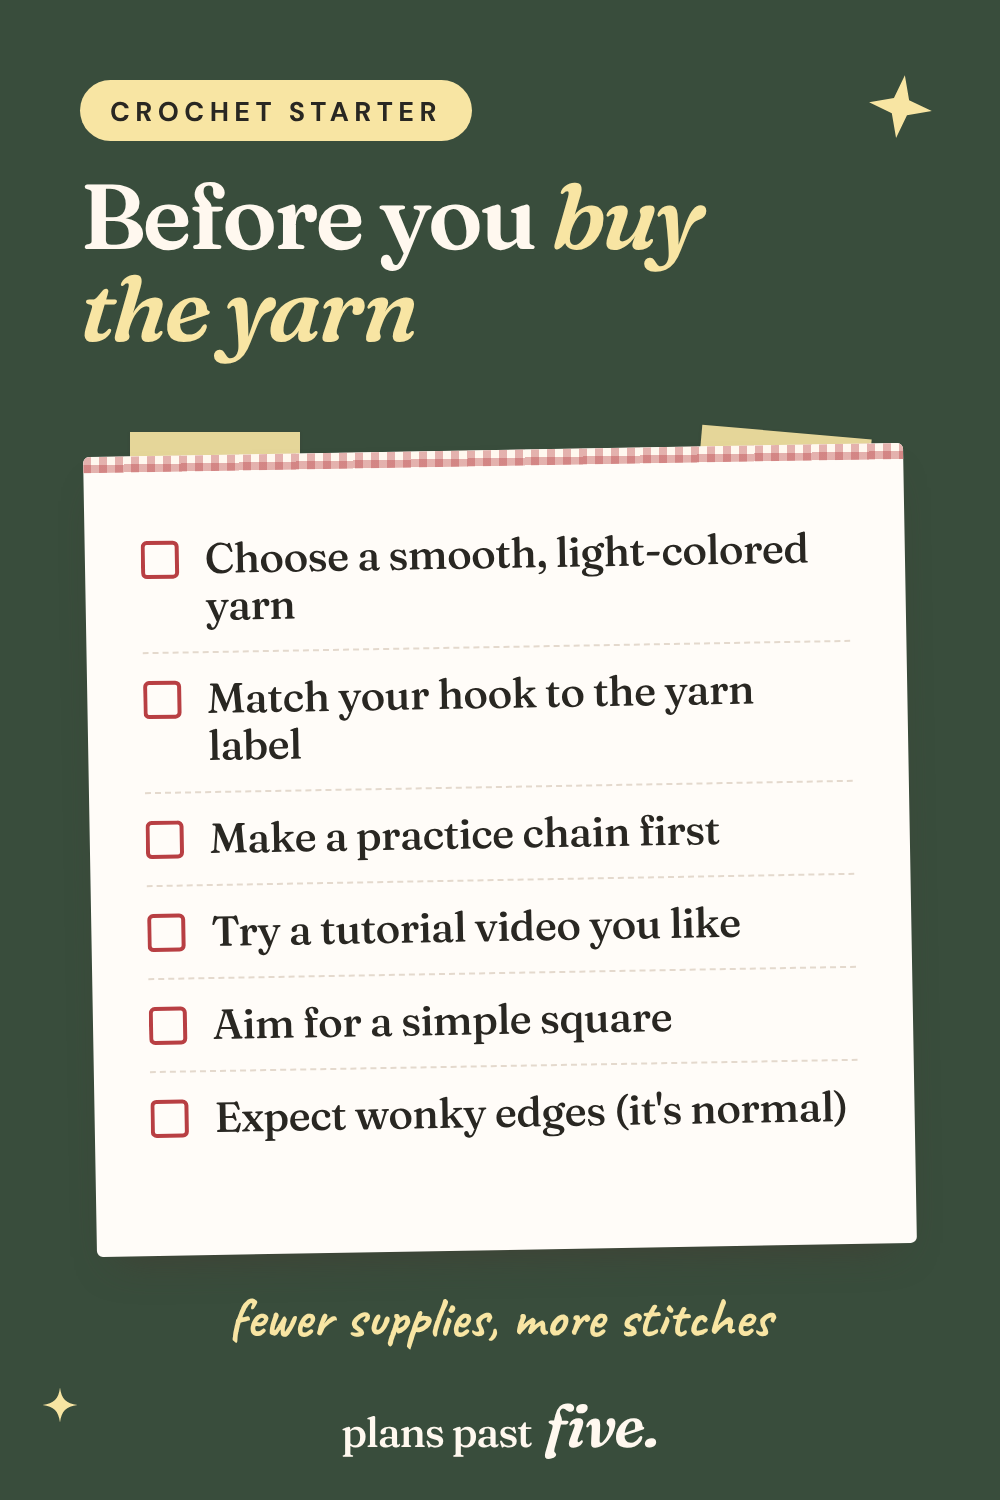 CROCHET STARTER
Before you buy
the yarn
Choose a smooth, light-colored
yarn
Match your hook to the yarn
label
Make a practice chain first
Try a tutorial video you like
Aim for a simple square
Expect wonky edges (it's normal)
fewer supplies, more stitches
plans past five.